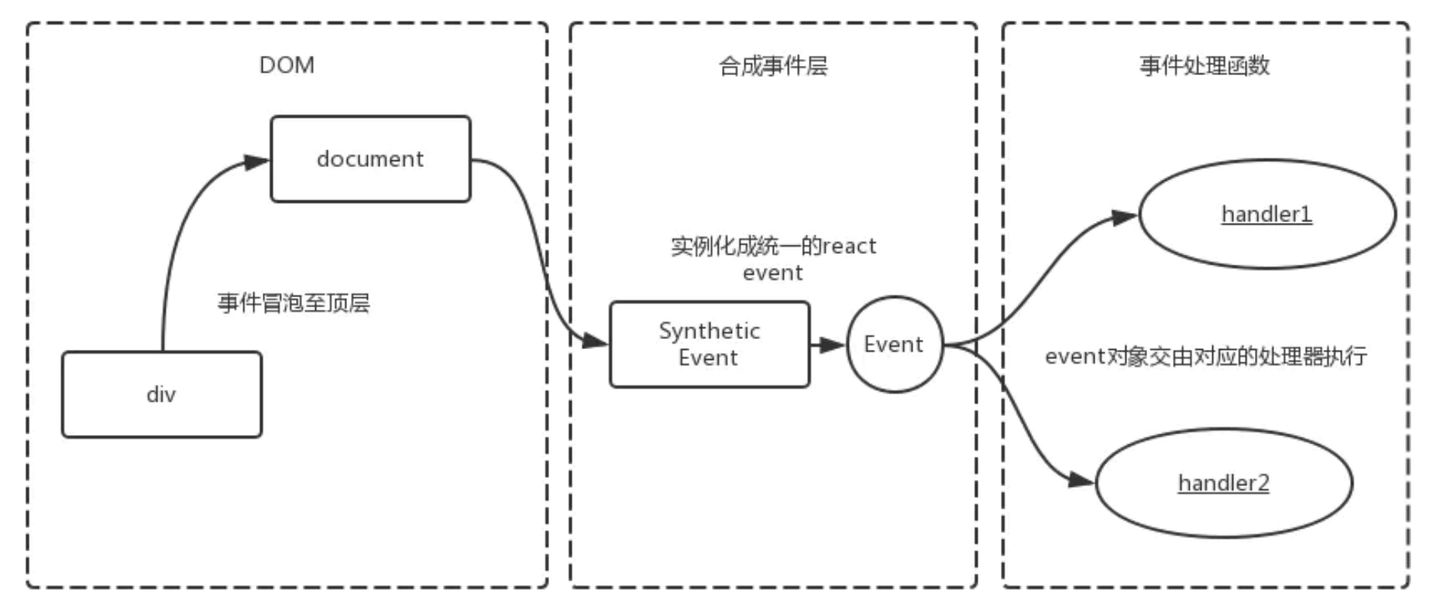 DOM
document
事件冒泡至顶层
div
合成事件层
实例化成统一的react
event
Synthetic
Event
Event
事件处理函数
handler1
event对象交由对应的处理器执行
handler2